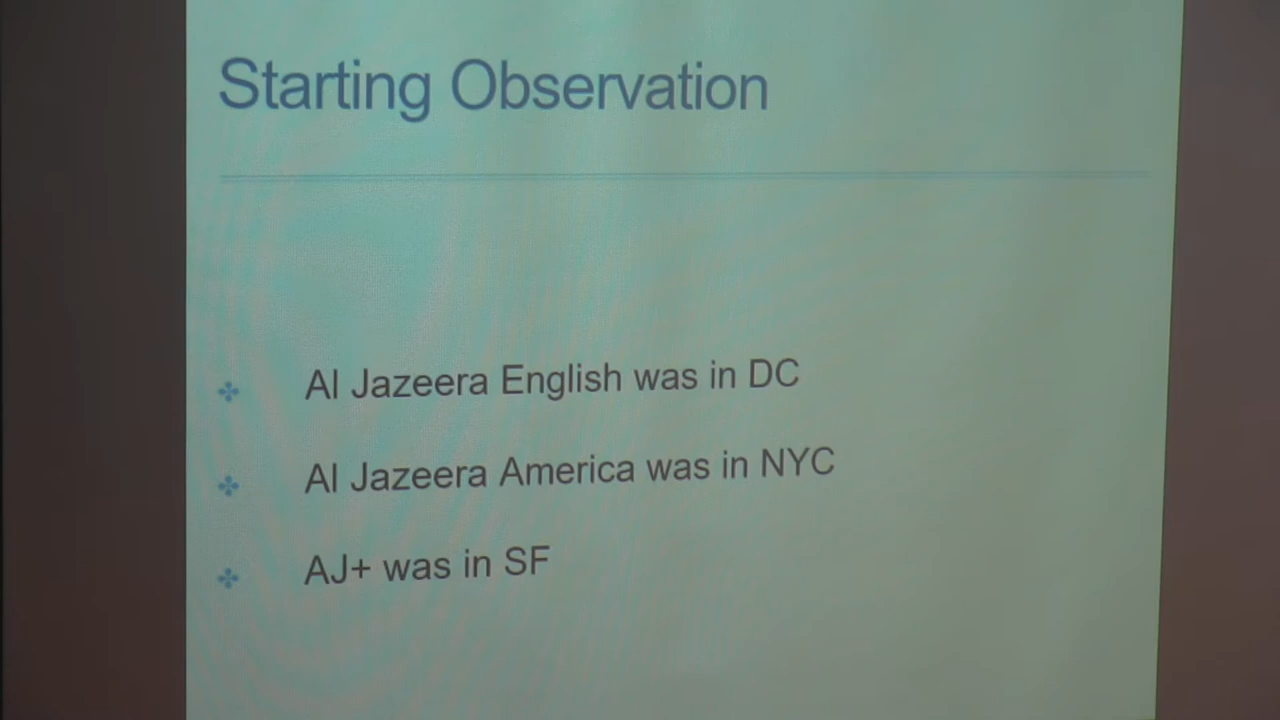 Starting Observation
Al Jazeera English was in DC
Al Jazeera America was in NYC
AJ+ was in SF